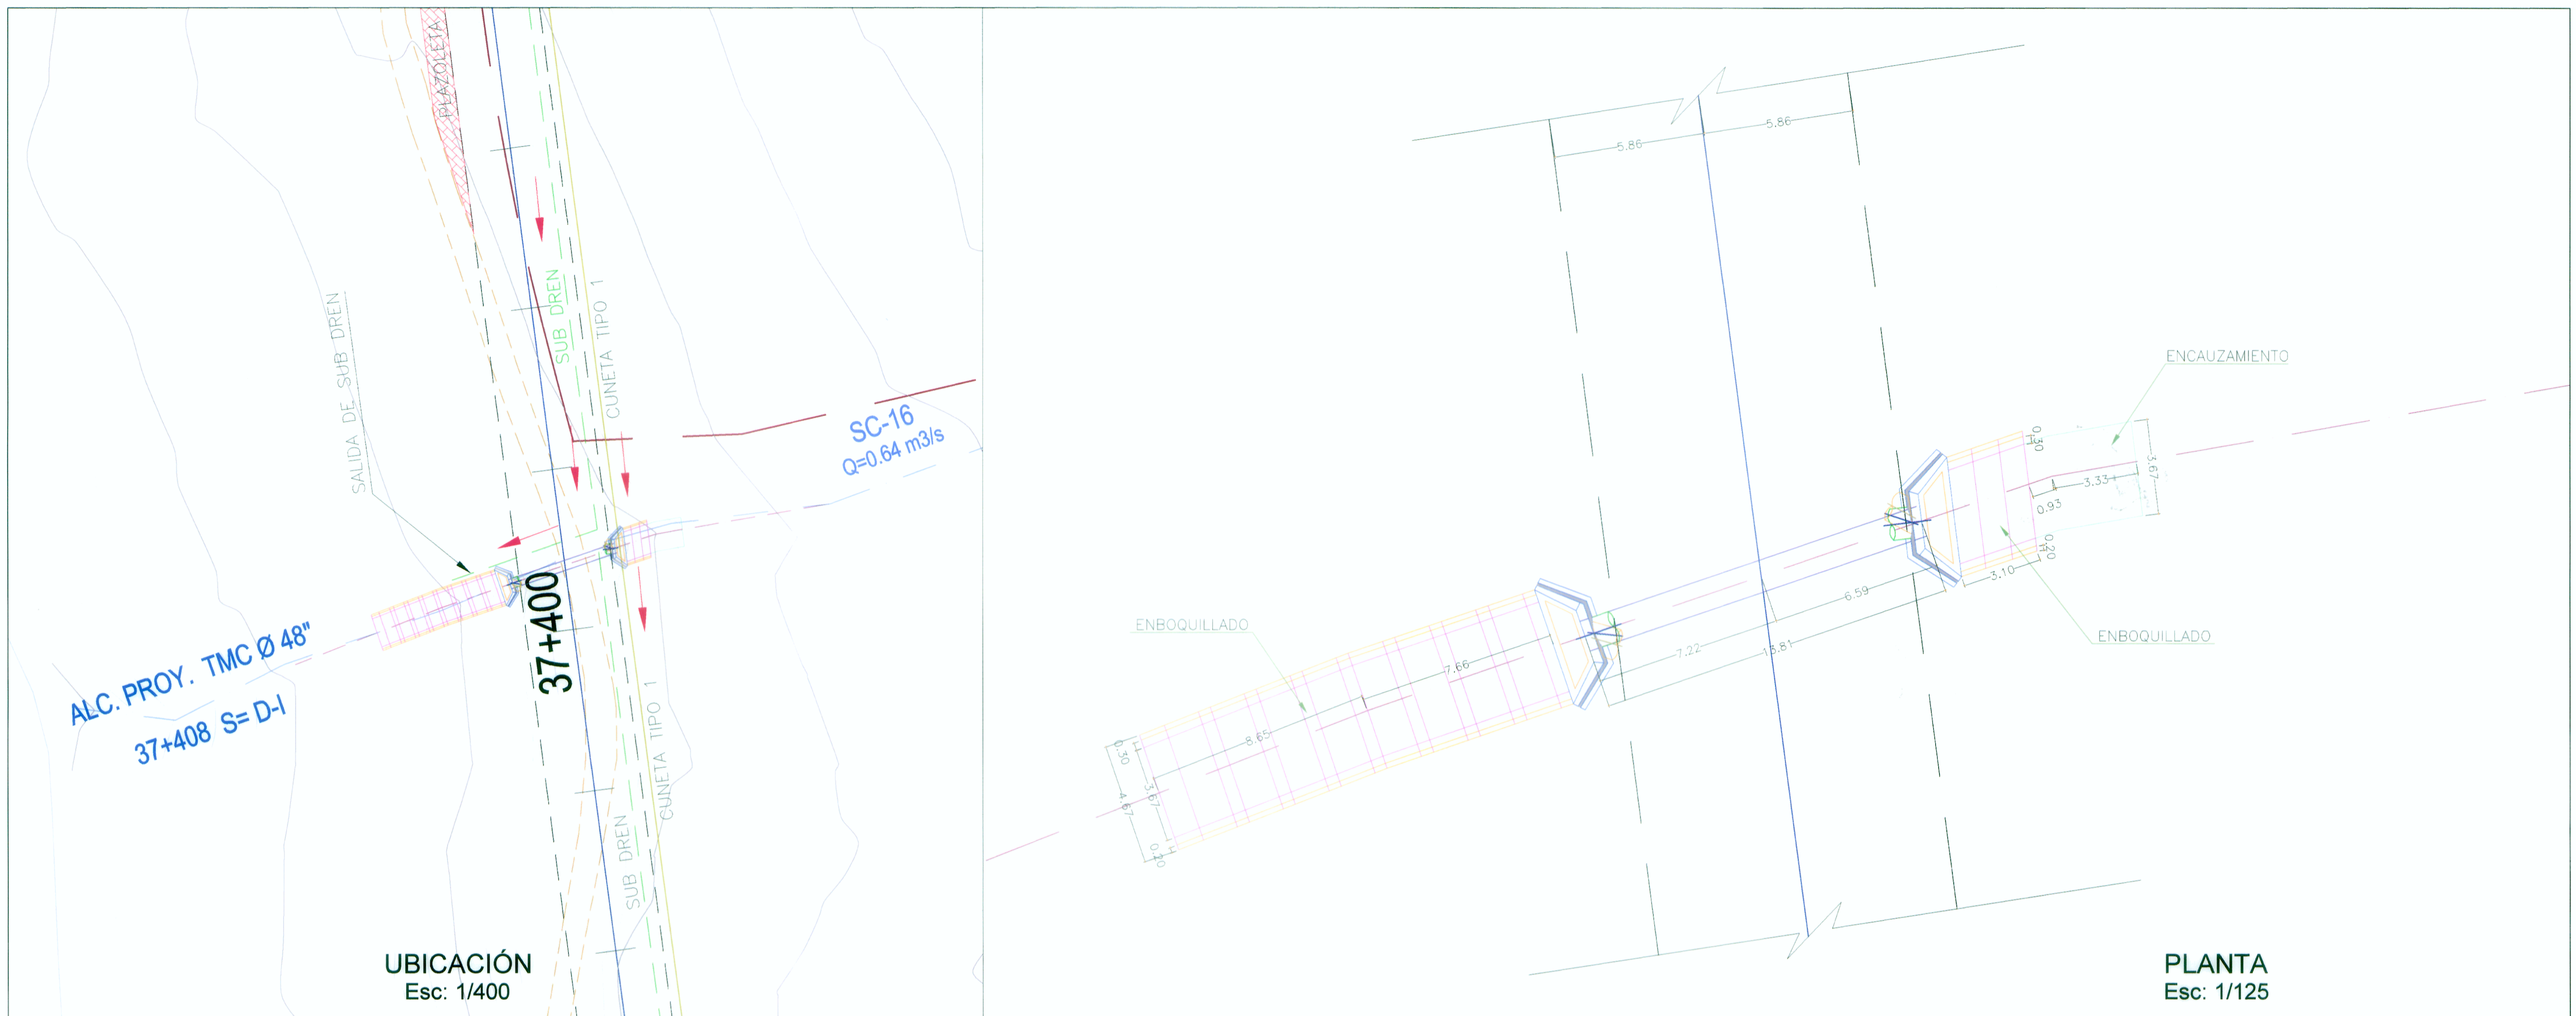 PLAZOLETA
SUB DREN
CUNETA TIPO 1
SALIDA DE SUB DREN
SC-16
Q=0.64 m3/s
37+400
ALC. PROY. TMC Ø 48"
37+408 S= D-I
SUB DREN
CUNETA TIPO 1
UBICACIÓN
Esc: 1/400
5.86
5.86
ENCAUZAMIENTO
0.30
3.67
3.33
0.93
0.20
3.10
ENBOQUILLADO
6.59
7.22
13.81
ENBOQUILLADO
7.66
8.65
0.30
3.67
4.67
PLANTA
Esc: 1/125